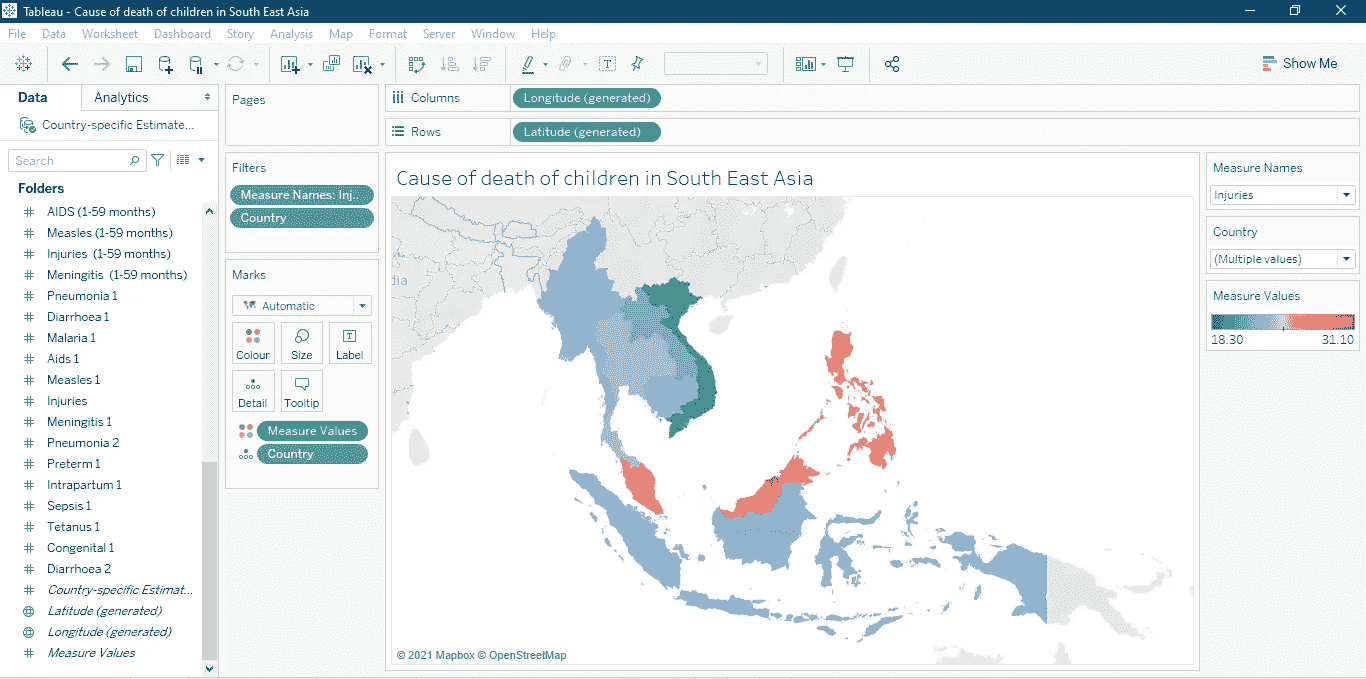 Tableau - Cause of death of children in South East Asia
File Data Worksheet Dashboard Story Analysis Map Format Server Window Help
T
Show Me
Data Analytics
Country-specific Estimate...
Search
Folders
AIDS (1-59 months)
Measles (1-59 months)
Injuries (1-59 months)
Meningitis (1-59 months)
Pneumonia 1
Diarrhoea 1
Malaria 1
Aids 1
Measles 1
Injuries
Meningitis 1
Pneumonia 2
Preterm 1
Intrapartum 1
Sepsis 1
Tetanus 1
Congenital 1
Diarrhoea 2
Country-specific Estimat...
Latitude (generated)
Longitude (generated)
Measure Values
Pages
Filters
Measure Names: Inj..
Country
Marks
Automatic
Colour Size T Label
Detail Tooltip
Measure Values
Country
Columns Longitude (generated)
Rows Latitude (generated)
Cause of death of children in South East Asia
dia
© 2021 Mapbox © OpenStreetMap
Measure Names
Injuries
Country
(Multiple values)
Measure Values
18.30 31.10